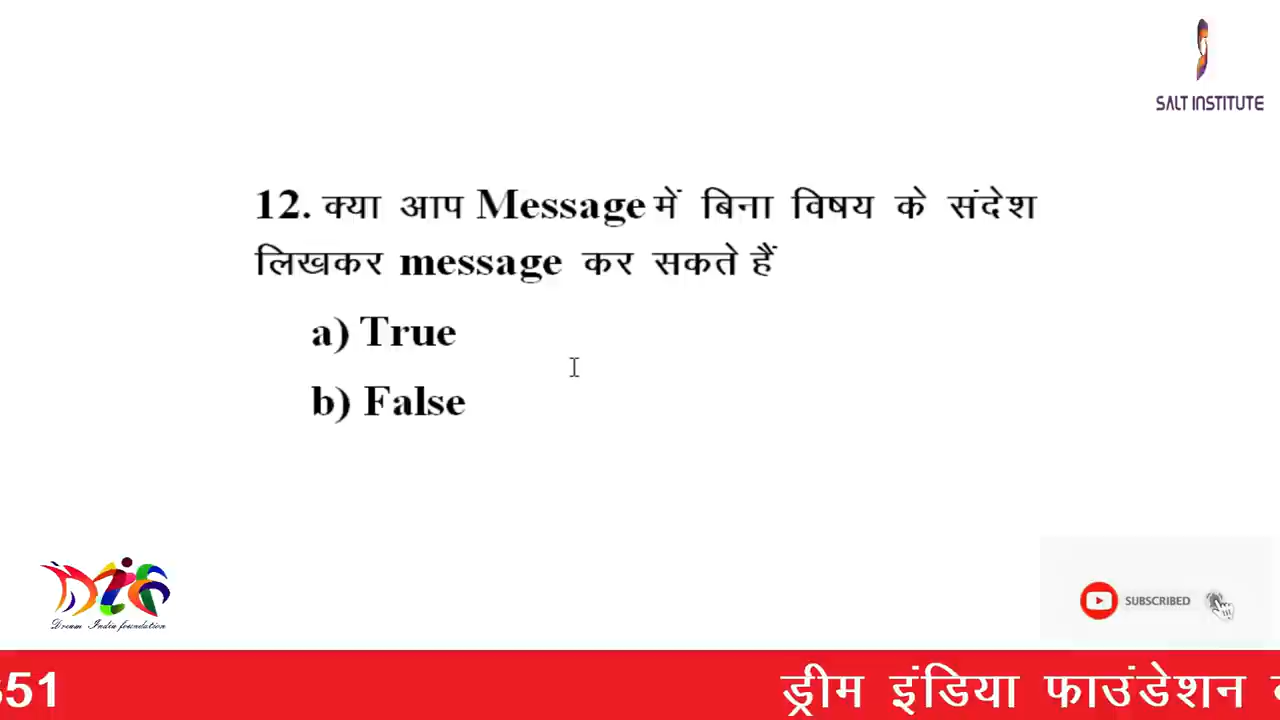 SALT INSTITUTE
12. क्या आप Message में बिना विषय के संदेश
लिखकर message कर सकते हैं
a) True
b) False
Dream India foundation
SUBSCRIBED
51
ड्रीम इंडिया फाउंडेशन